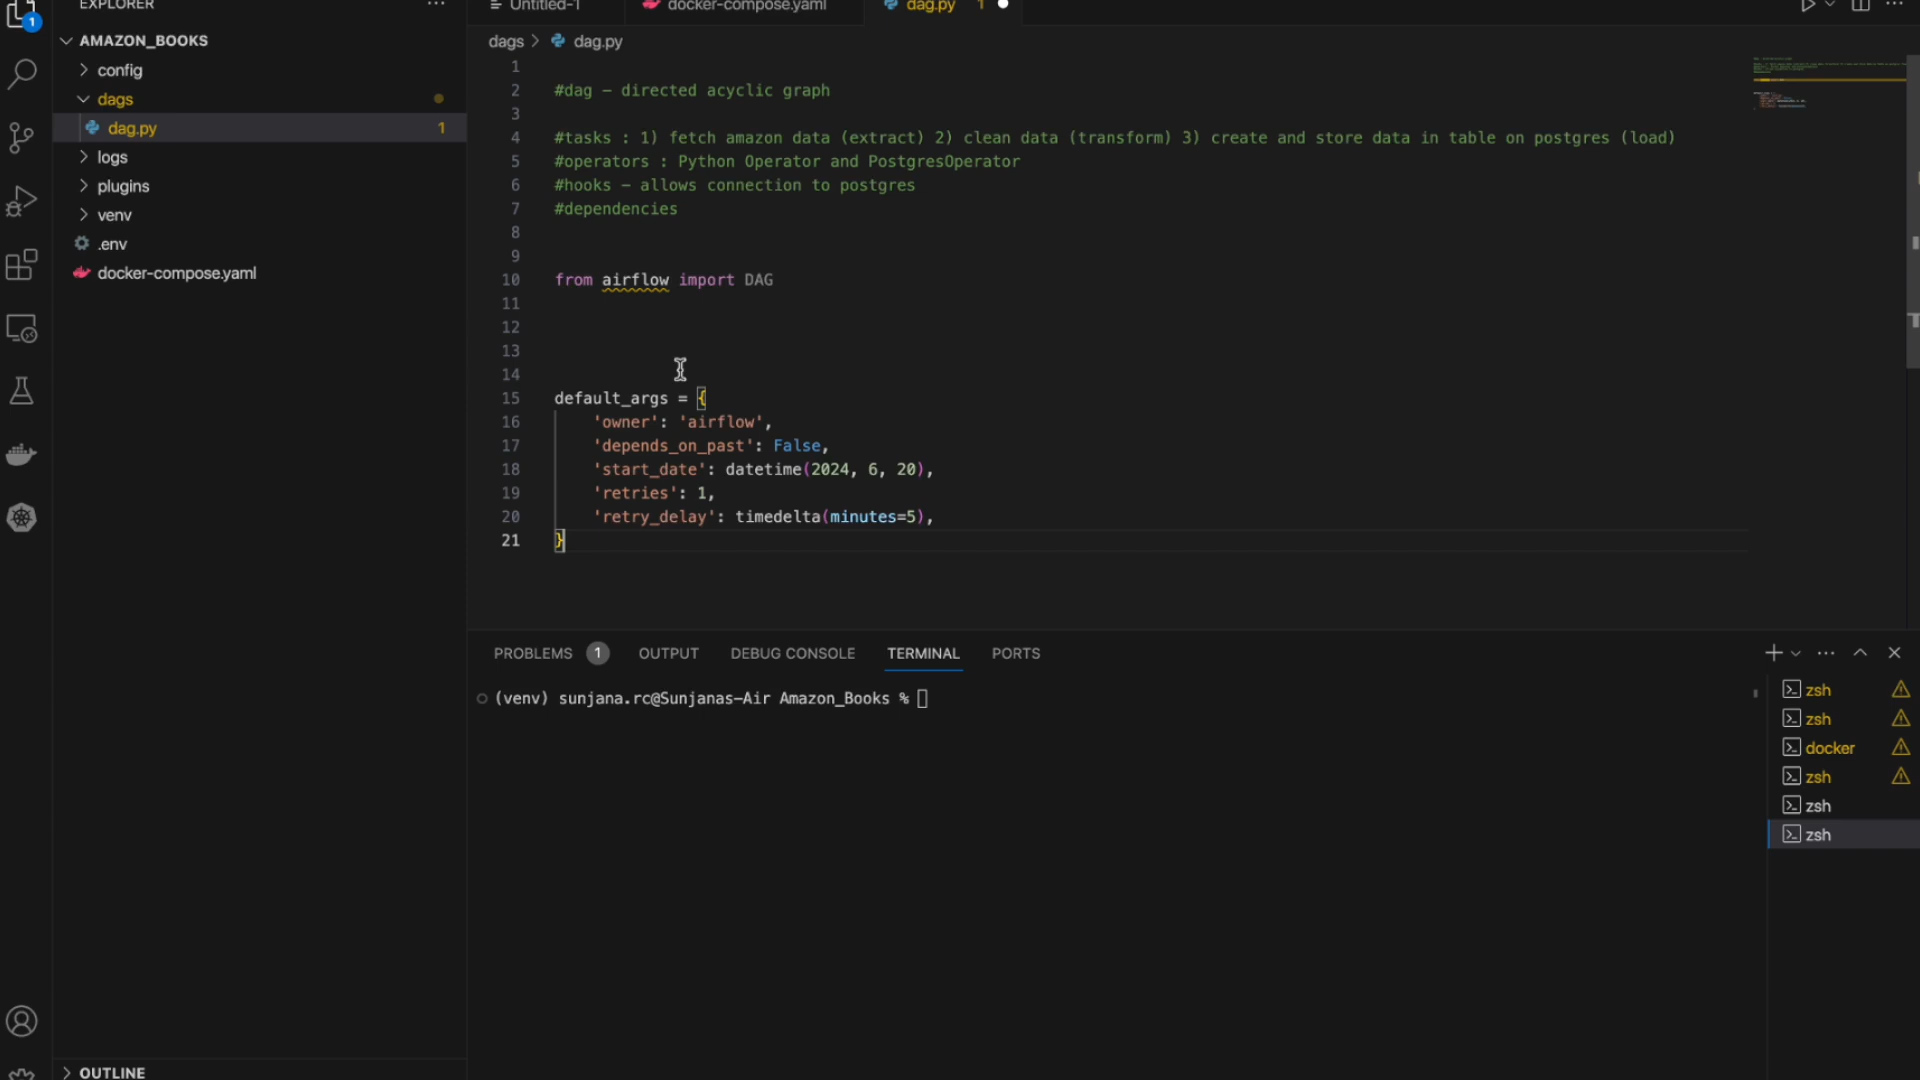 EXPLORER
1
AMAZON_BOOKS
config
dags
dag.py 1
logs
plugins
venv
.env
docker-compose.yaml
OUTLINE
Untitled-1
docker-compose.yaml
dag.py 1
dags > dag.py
1
2 #dag – directed acyclic graph
3
4 #tasks : 1) fetch amazon data (extract) 2) clean data (transform) 3) create and store data in table on postgres (load)
5 #operators : Python Operator and PostgresOperator
6 #hooks – allows connection to postgres
7 #dependencies
8
9
10 from airflow import DAG
11
12
13
14
15 default_args = {
16 'owner': 'airflow',
17 'depends_on_past': False,
18 'start_date': datetime(2024, 6, 20),
19 'retries': 1,
20 'retry_delay': timedelta(minutes=5),
21 }
PROBLEMS 1 OUTPUT DEBUG CONSOLE TERMINAL PORTS
(venv) sunjana.rc@Sunjanas-Air Amazon_Books %
zsh
zsh
docker
zsh
zsh
zsh